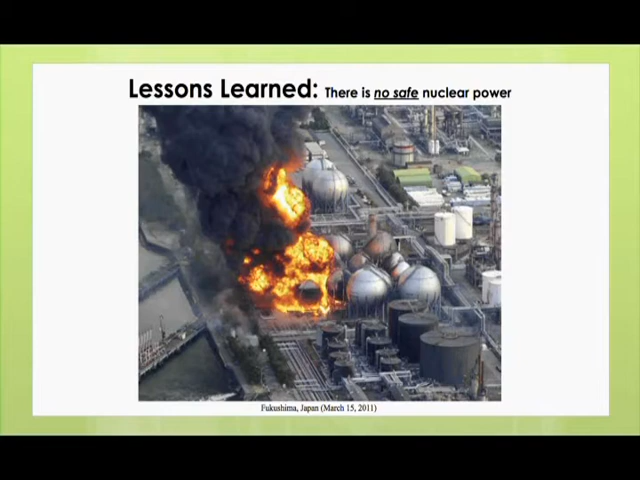 Lessons Learned: There is no safe nuclear power
Fukushima, Japan (March 15, 2011)